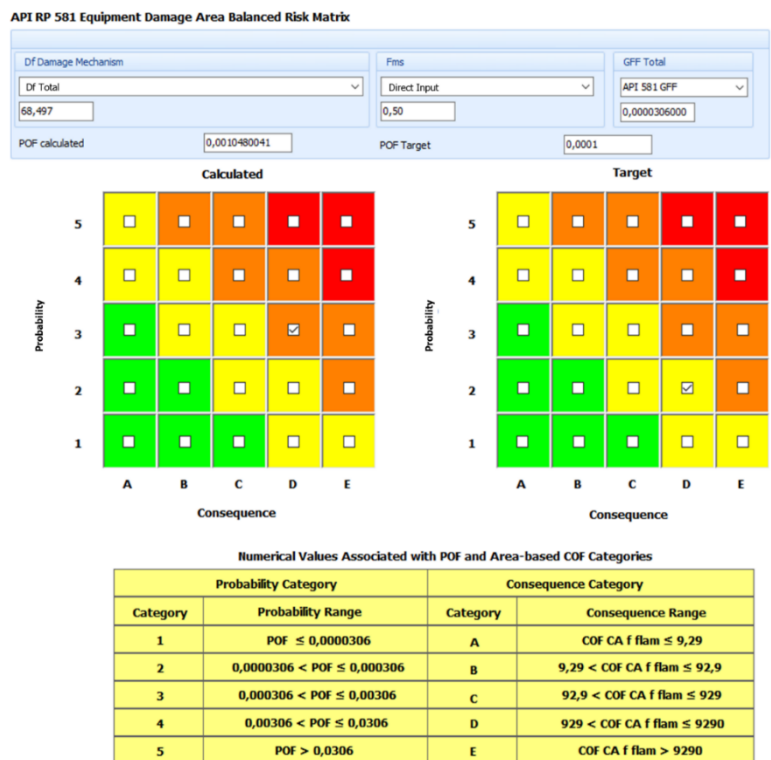 API RP 581 Equipment Damage Area Balanced Risk Matrix
Df Damage Mechanism Fms GFF Total
Df Total Direct Input API 581 GFF
68,497 0,50 0,0000306000
POF calculated 0,0010480041 POF Target 0,0001
Calculated Target
5 5
4 4
Probability Probability
3 3
2 2
1 1
A B C D E A B C D E
Consequence Consequence
Numerical Values Associated with POF and Area-based COF Categories
Probability Category Consequence Category
Category Probability Range Category Consequence Range
1 POF ≤ 0,0000306 A COF CA f flam ≤ 9,29
2 0,0000306 < POF ≤ 0,000306 B 9,29 < COF CA f flam ≤ 92,9
3 0,000306 < POF ≤ 0,00306 C 92,9 < COF CA f flam ≤ 929
4 0,00306 < POF ≤ 0,0306 D 929 < COF CA f flam ≤ 9290
5 POF > 0,0306 E COF CA f flam > 9290